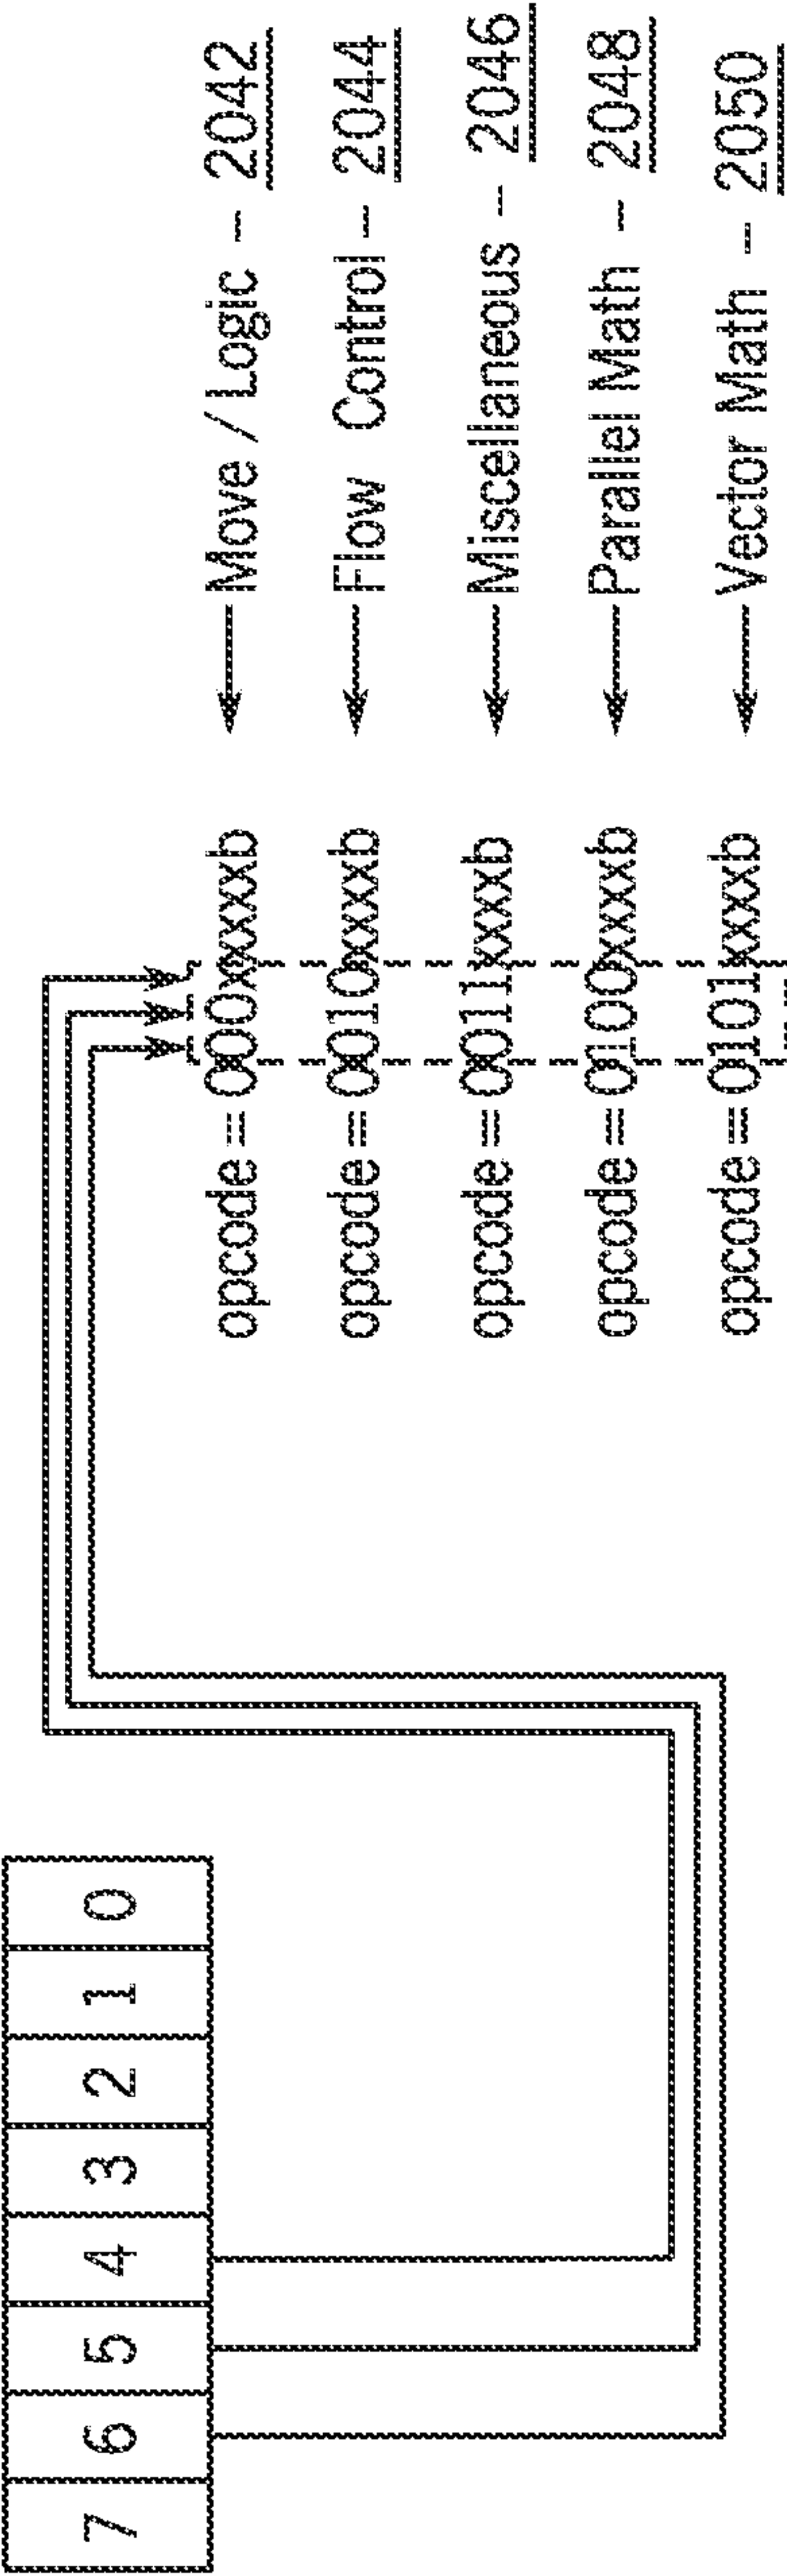 7 6 5 4 3 2 1 0
opcode=000xxxxxb ← Move / Logic – 2042
opcode=0010xxxxb ← Flow Control – 2044
opcode=0011xxxxb ← Miscellaneous – 2046
opcode=0100xxxxb ← Parallel Math – 2048
opcode=0101xxxxb ← Vector Math – 2050